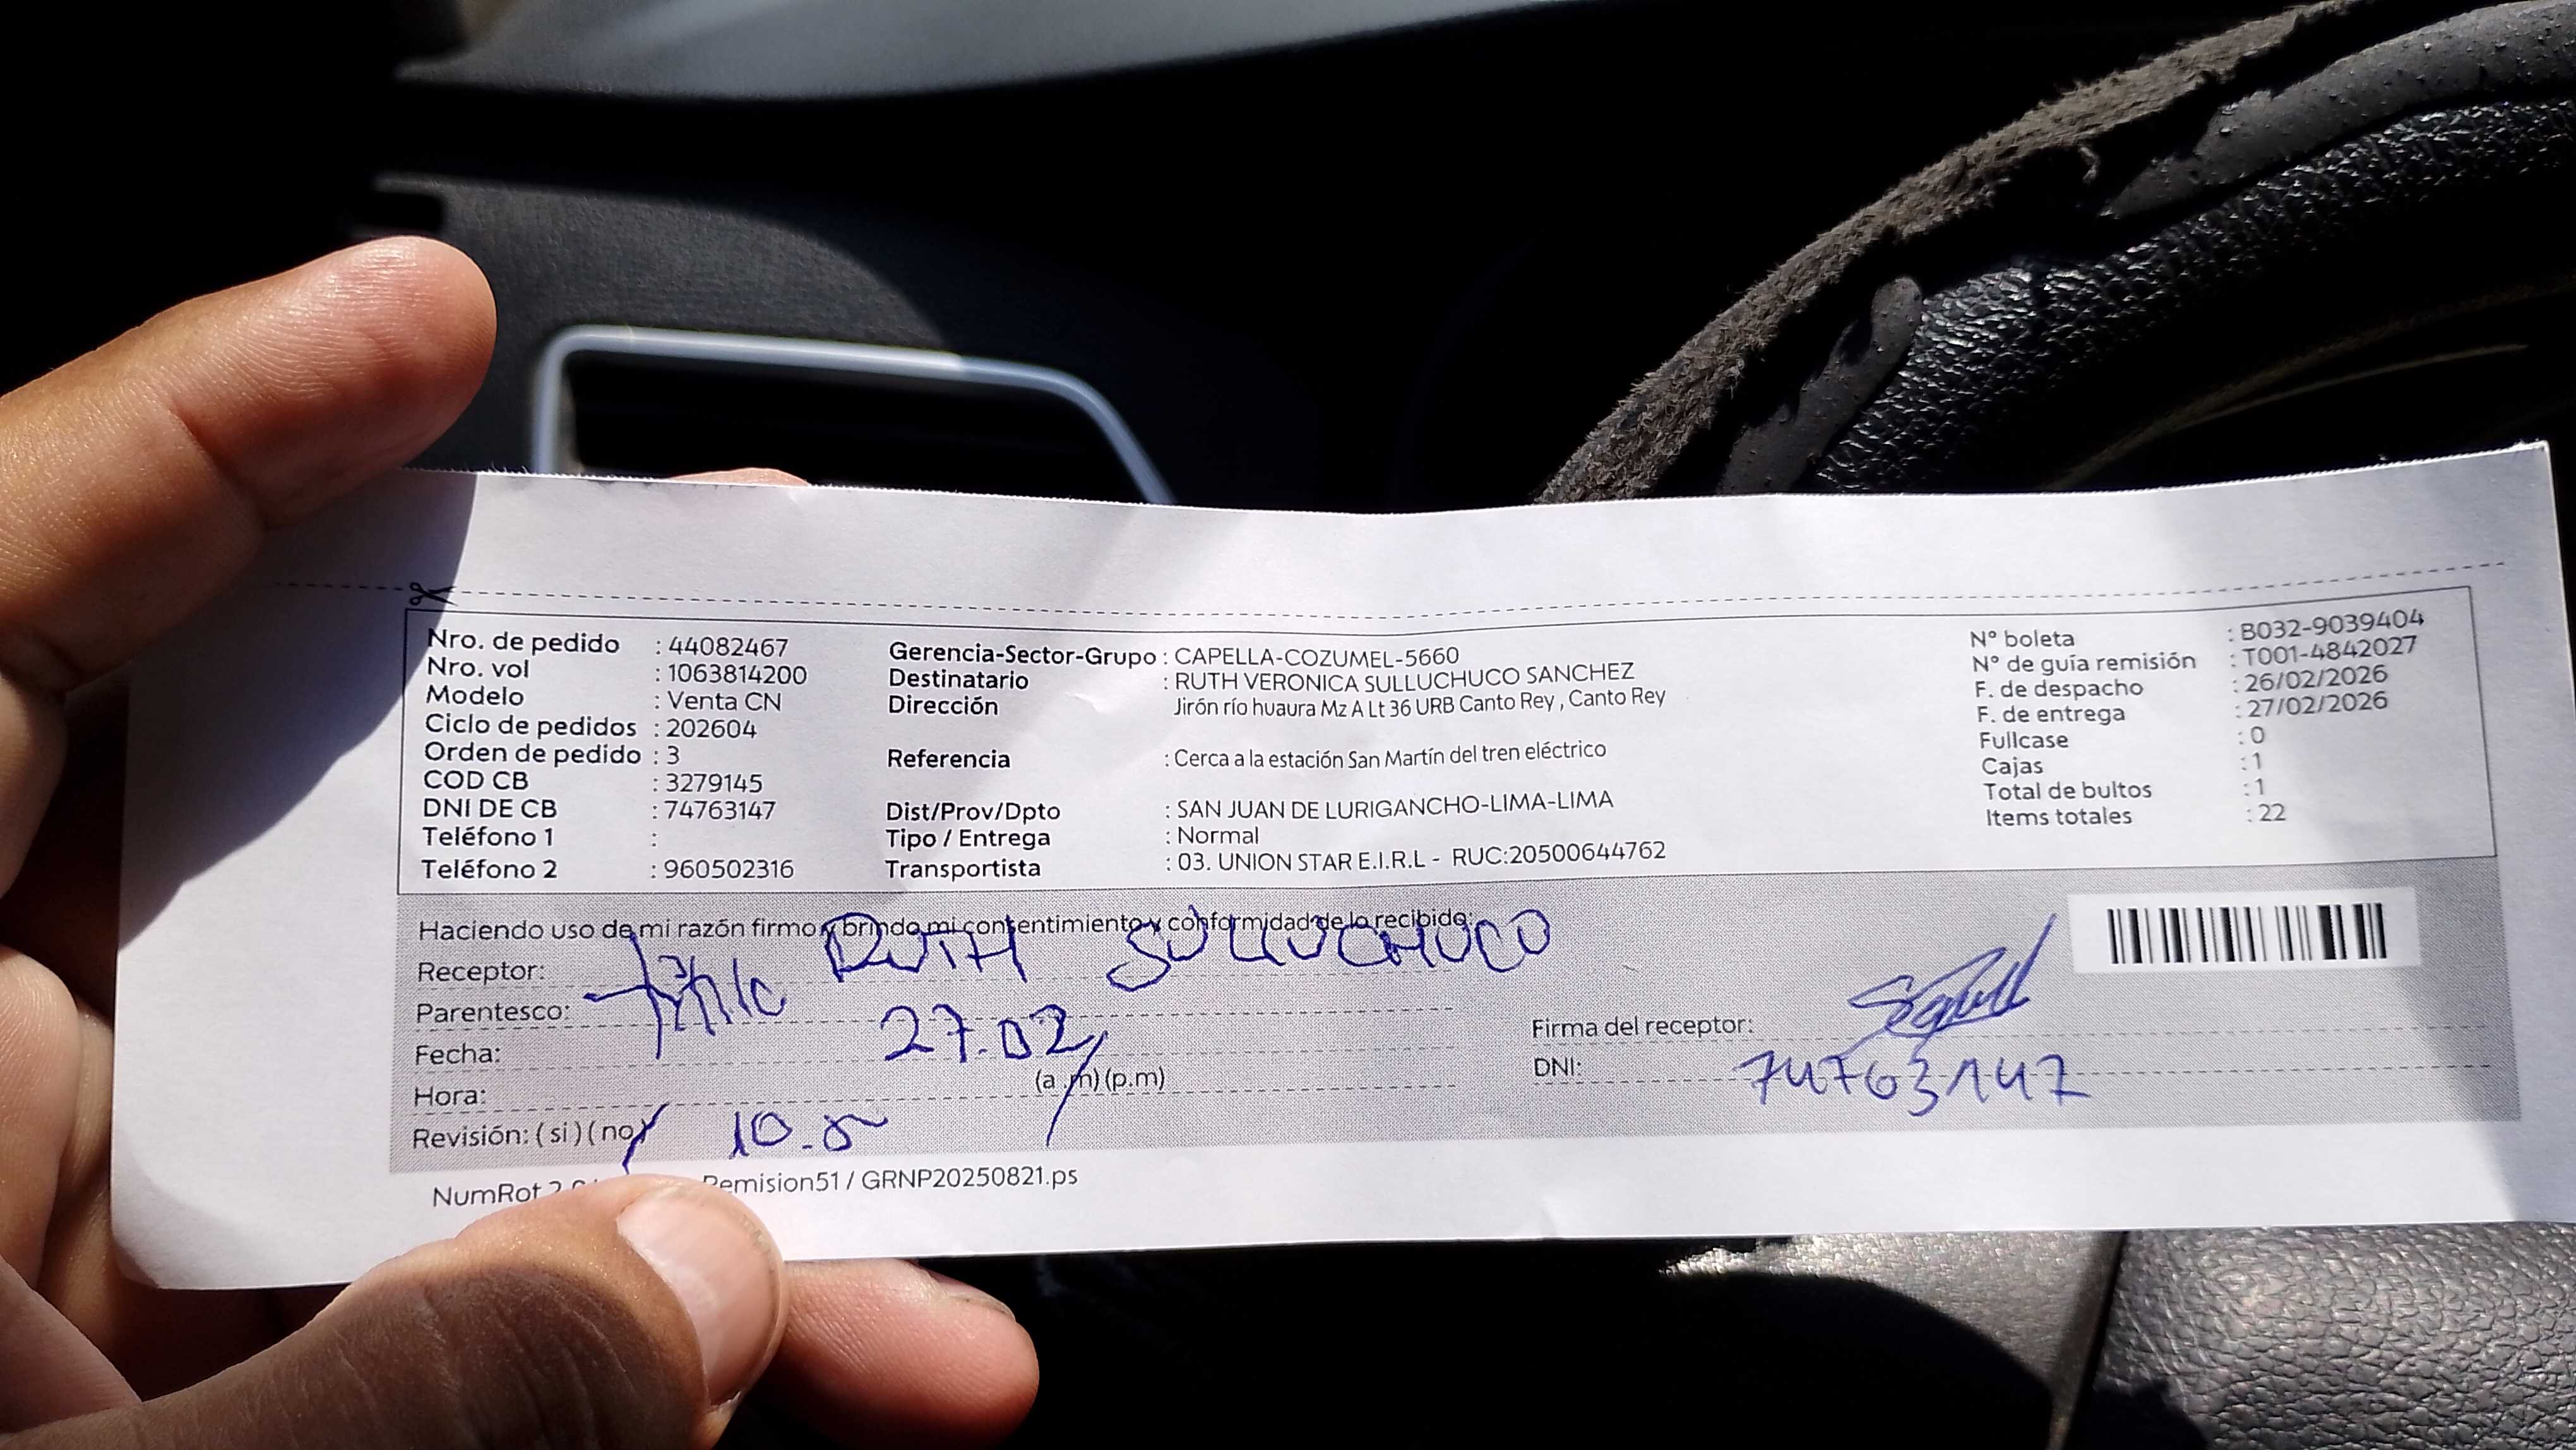 Nro. de pedido : 44082467
Nro. vol : 1063814200
Modelo : Venta CN
Ciclo de pedidos : 202604
Orden de pedido : 3
COD CB : 3279145
DNI DE CB : 74763147
Teléfono 1 :
Teléfono 2 : 960502316
Gerencia-Sector-Grupo : CAPELLA-COZUMEL-5660
Destinatario : RUTH VERONICA SULLUCHUCO SANCHEZ
Dirección Jirón río huaura Mz A Lt 36 URB Canto Rey , Canto Rey
Referencia : Cerca a la estación San Martín del tren eléctrico
Dist/Prov/Dpto : SAN JUAN DE LURIGANCHO-LIMA-LIMA
Tipo / Entrega : Normal
Transportista : 03. UNION STAR E.I.R.L - RUC:20500644762
N° boleta : B032-9039404
N° de guía remisión : T001-4842027
F. de despacho : 26/02/2026
F. de entrega : 27/02/2026
Fullcase : 0
Cajas : 1
Total de bultos : 1
Items totales : 22
Haciendo uso de mi razón firmo y brindo mi consentimiento y conformidad de lo recibido:
Receptor: RUTH SULLUCHUCO
Parentesco:
Fecha: 27.02
Hora: (a.m) (p.m)
Revisión: ( si ) ( no ) 10.
Firma del receptor:
DNI: 74763147
NumRot Remision51 / GRNP20250821.ps